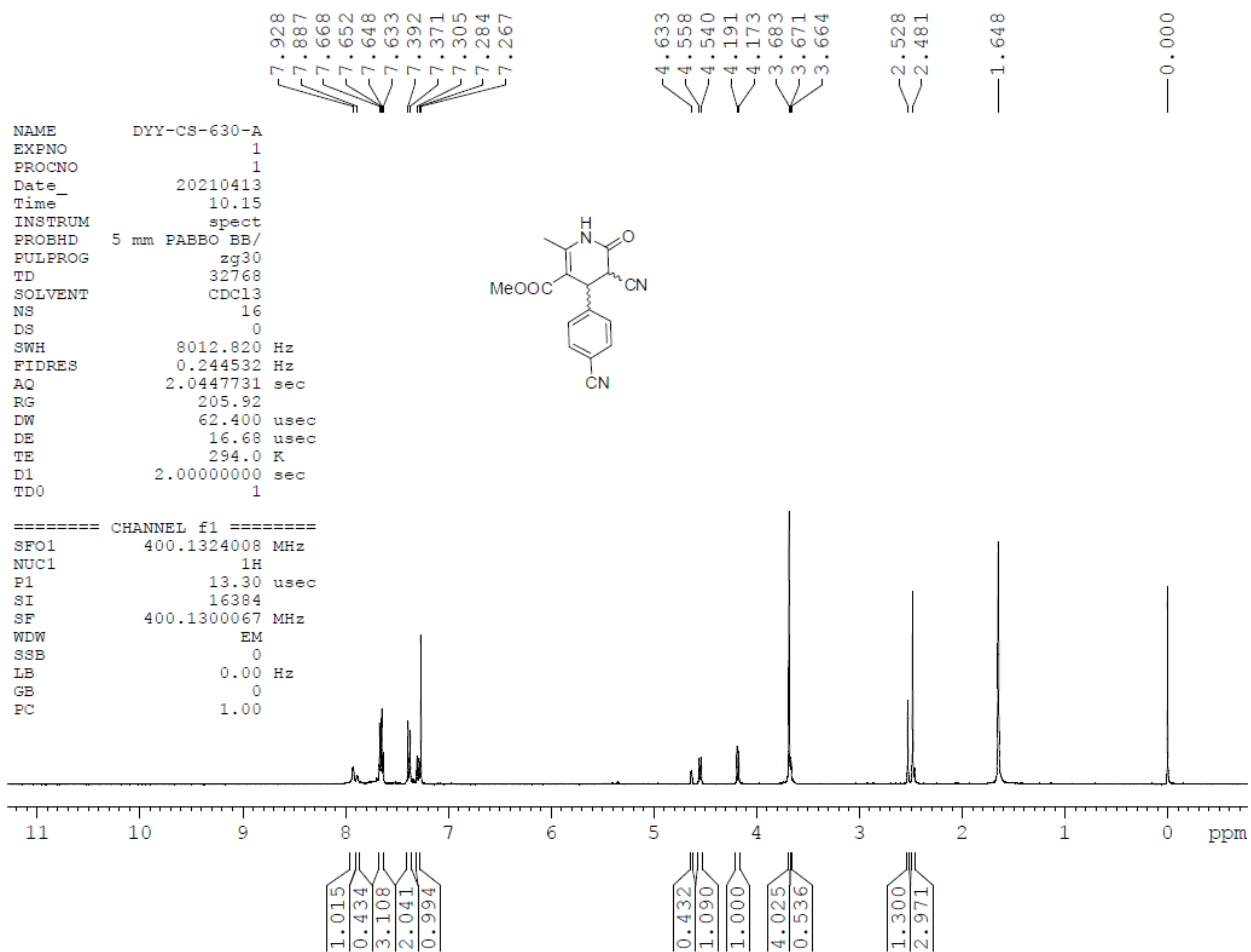 7.928
7.887
7.668
7.652
7.648
7.633
7.392
7.371
7.305
7.284
7.267
4.633
4.558
4.540
4.191
4.173
3.683
3.671
3.664
2.528
2.481
1.648
0.000
NAME DYY-CS-630-A
EXPNO 1
PROCNO 1
Date_ 20210413
Time 10.15
INSTRUM spect
PROBHD 5 mm PABBO BB/
PULPROG zg30
TD 32768
SOLVENT CDCl3
NS 16
DS 0
SWH 8012.820 Hz
FIDRES 0.244532 Hz
AQ 2.0447731 sec
RG 205.92
DW 62.400 usec
DE 16.68 usec
TE 294.0 K
D1 2.00000000 sec
TD0 1
======== CHANNEL f1 ========
SFO1 400.1324008 MHz
NUC1 1H
P1 13.30 usec
SI 16384
SF 400.1300067 MHz
WDW EM
SSB 0
LB 0.00 Hz
GB 0
PC 1.00
H
N
O
MeOOC
CN
CN
11 10 9 8 7 6 5 4 3 2 1 0 ppm
1.015
0.434
3.108
2.041
0.994
0.432
1.090
1.000
4.025
0.536
1.300
2.971